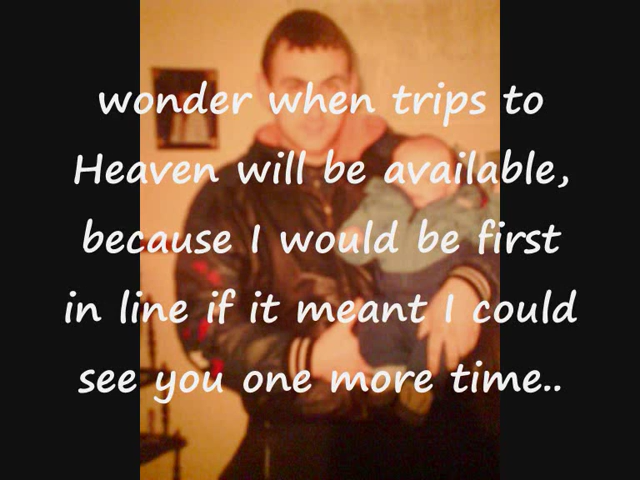 wonder when trips to
Heaven will be available,
because I would be first
in line if it meant I could
see you one more time..